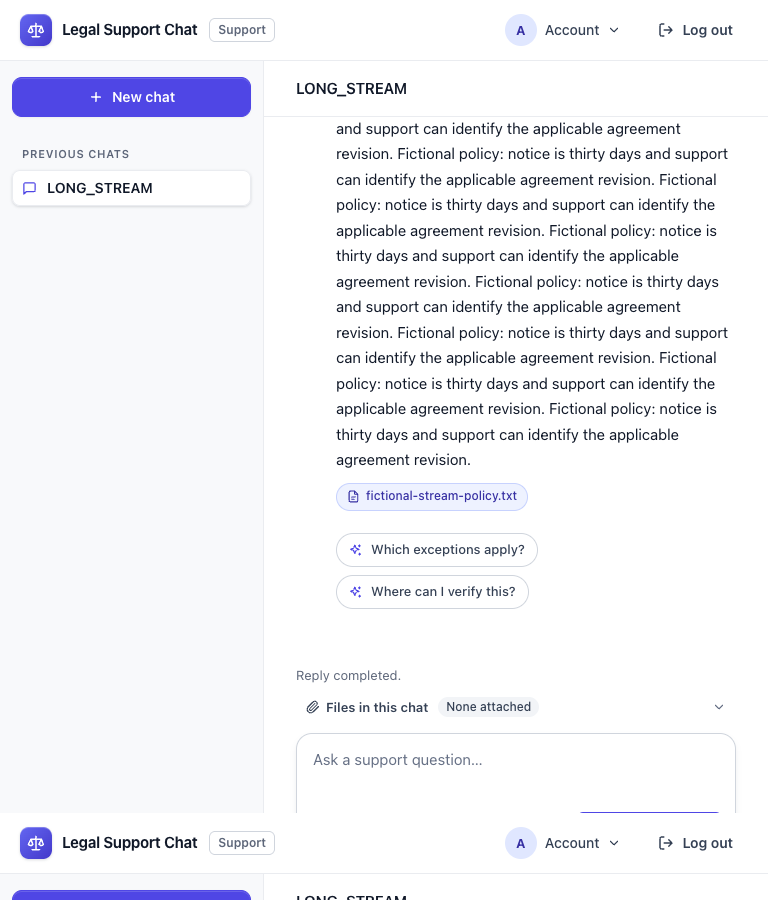 Legal Support Chat Support A Account Log out
New chat
LONG_STREAM
PREVIOUS CHATS
LONG_STREAM
and support can identify the applicable agreement
revision. Fictional policy: notice is thirty days and support
can identify the applicable agreement revision. Fictional
policy: notice is thirty days and support can identify the
applicable agreement revision. Fictional policy: notice is
thirty days and support can identify the applicable
agreement revision. Fictional policy: notice is thirty days
and support can identify the applicable agreement
revision. Fictional policy: notice is thirty days and support
can identify the applicable agreement revision. Fictional
policy: notice is thirty days and support can identify the
applicable agreement revision. Fictional policy: notice is
thirty days and support can identify the applicable
agreement revision.
fictional-stream-policy.txt
Which exceptions apply?
Where can I verify this?
Reply completed.
Files in this chat None attached
Ask a support question...
Legal Support Chat Support A Account Log out
LONG_STREAM